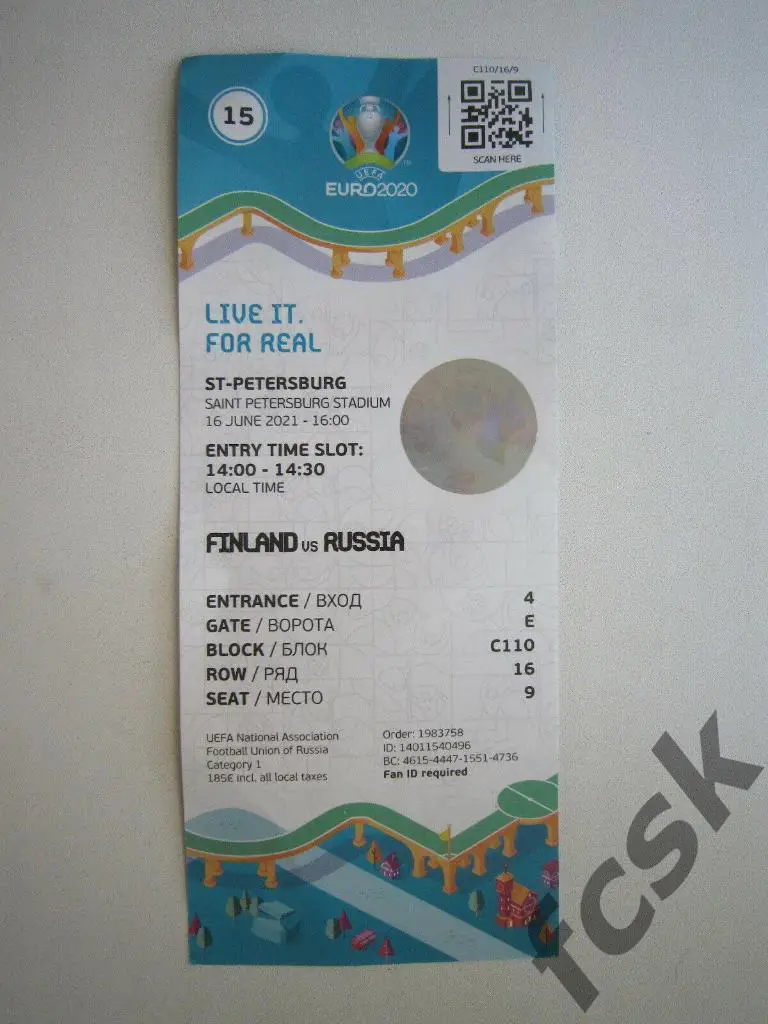 15
C110/16/9
SCAN HERE
UEFA
EURO2020
LIVE IT.
FOR REAL
ST-PETERSBURG
SAINT PETERSBURG STADIUM
16 JUNE 2021 - 16:00
ENTRY TIME SLOT:
14:00 - 14:30
LOCAL TIME
FINLAND VS RUSSIA
ENTRANCE / ВХОД 4
GATE / ВОРОТА E
BLOCK / БЛОК C110
ROW / РЯД 16
SEAT / МЕСТО 9
UEFA National Association
Football Union of Russia
Category 1
185€ incl. all local taxes
Order: 1983758
ID: 14011540496
BC: 4615-4447-1551-4736
Fan ID required
fcsk